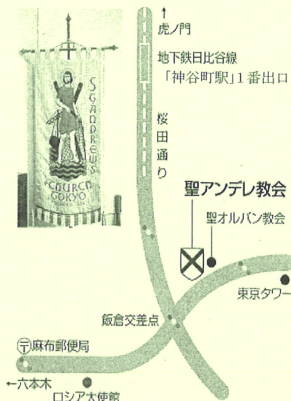 虎ノ門
地下鉄日比谷線
「神谷町駅」1番出口
桜田通り
ST
ANDREW'S
CHURCH
TOKYO
聖アンデレ教会
聖オルバン教会
東京タワー
飯倉交差点
〒麻布郵便局
←六本木
ロシア大使館